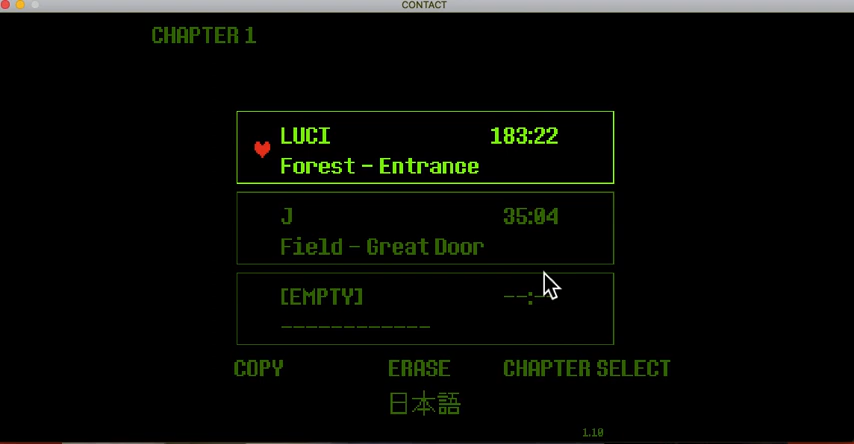 CONTACT
CHAPTER 1
LUCI 183:22
Forest - Entrance
J 35:04
Field - Great Door
[EMPTY] --:--
------------
COPY ERASE CHAPTER SELECT
日本語
1.10